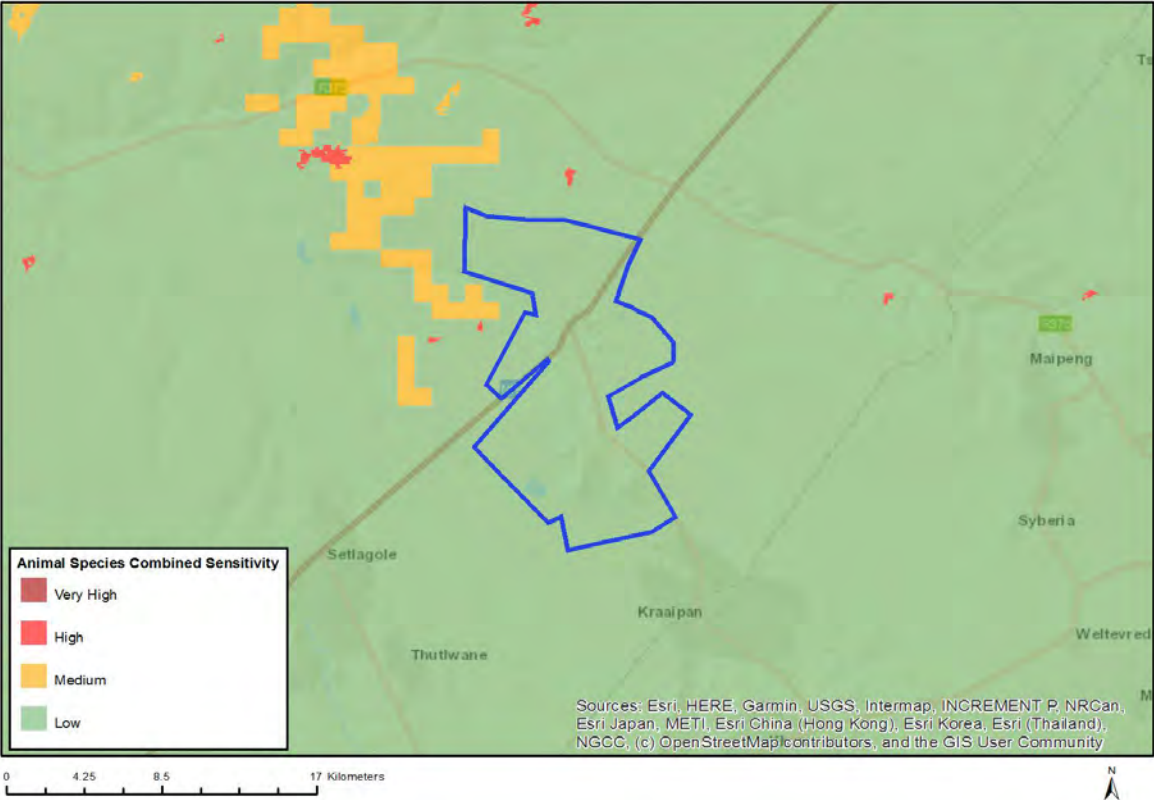 Ts
R375
Maipeng
Syberia
Setlagole
Kraaipan
Thutlwane
Weltevred
M
Animal Species Combined Sensitivity
Very High
High
Medium
Low
Sources: Esri, HERE, Garmin, USGS, Intermap, INCREMENT P, NRCan,
Esri Japan, METI, Esri China (Hong Kong), Esri Korea, Esri (Thailand),
NGCC, (c) OpenStreetMap contributors, and the GIS User Community
0 4.25 8.5 17 Kilometers
N